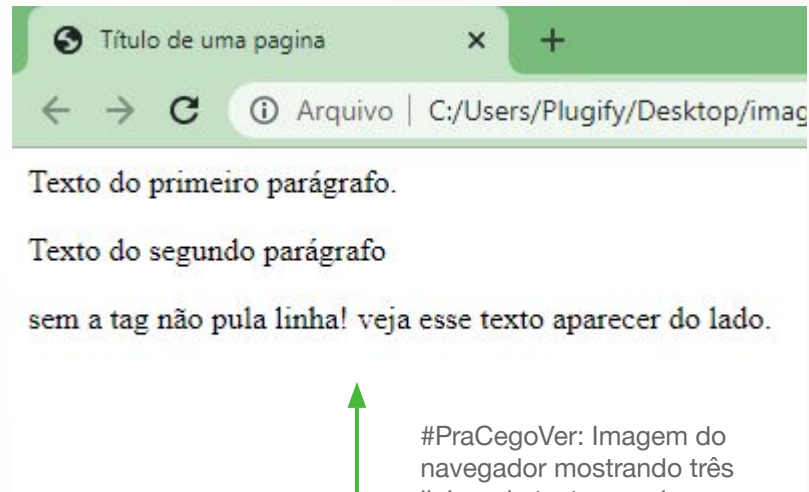 Título de uma pagina
Arquivo | C:/Users/Plugify/Desktop/imag
Texto do primeiro parágrafo.
Texto do segundo parágrafo
sem a tag não pula linha! veja esse texto aparecer do lado.
#PraCegoVer: Imagem do
navegador mostrando três